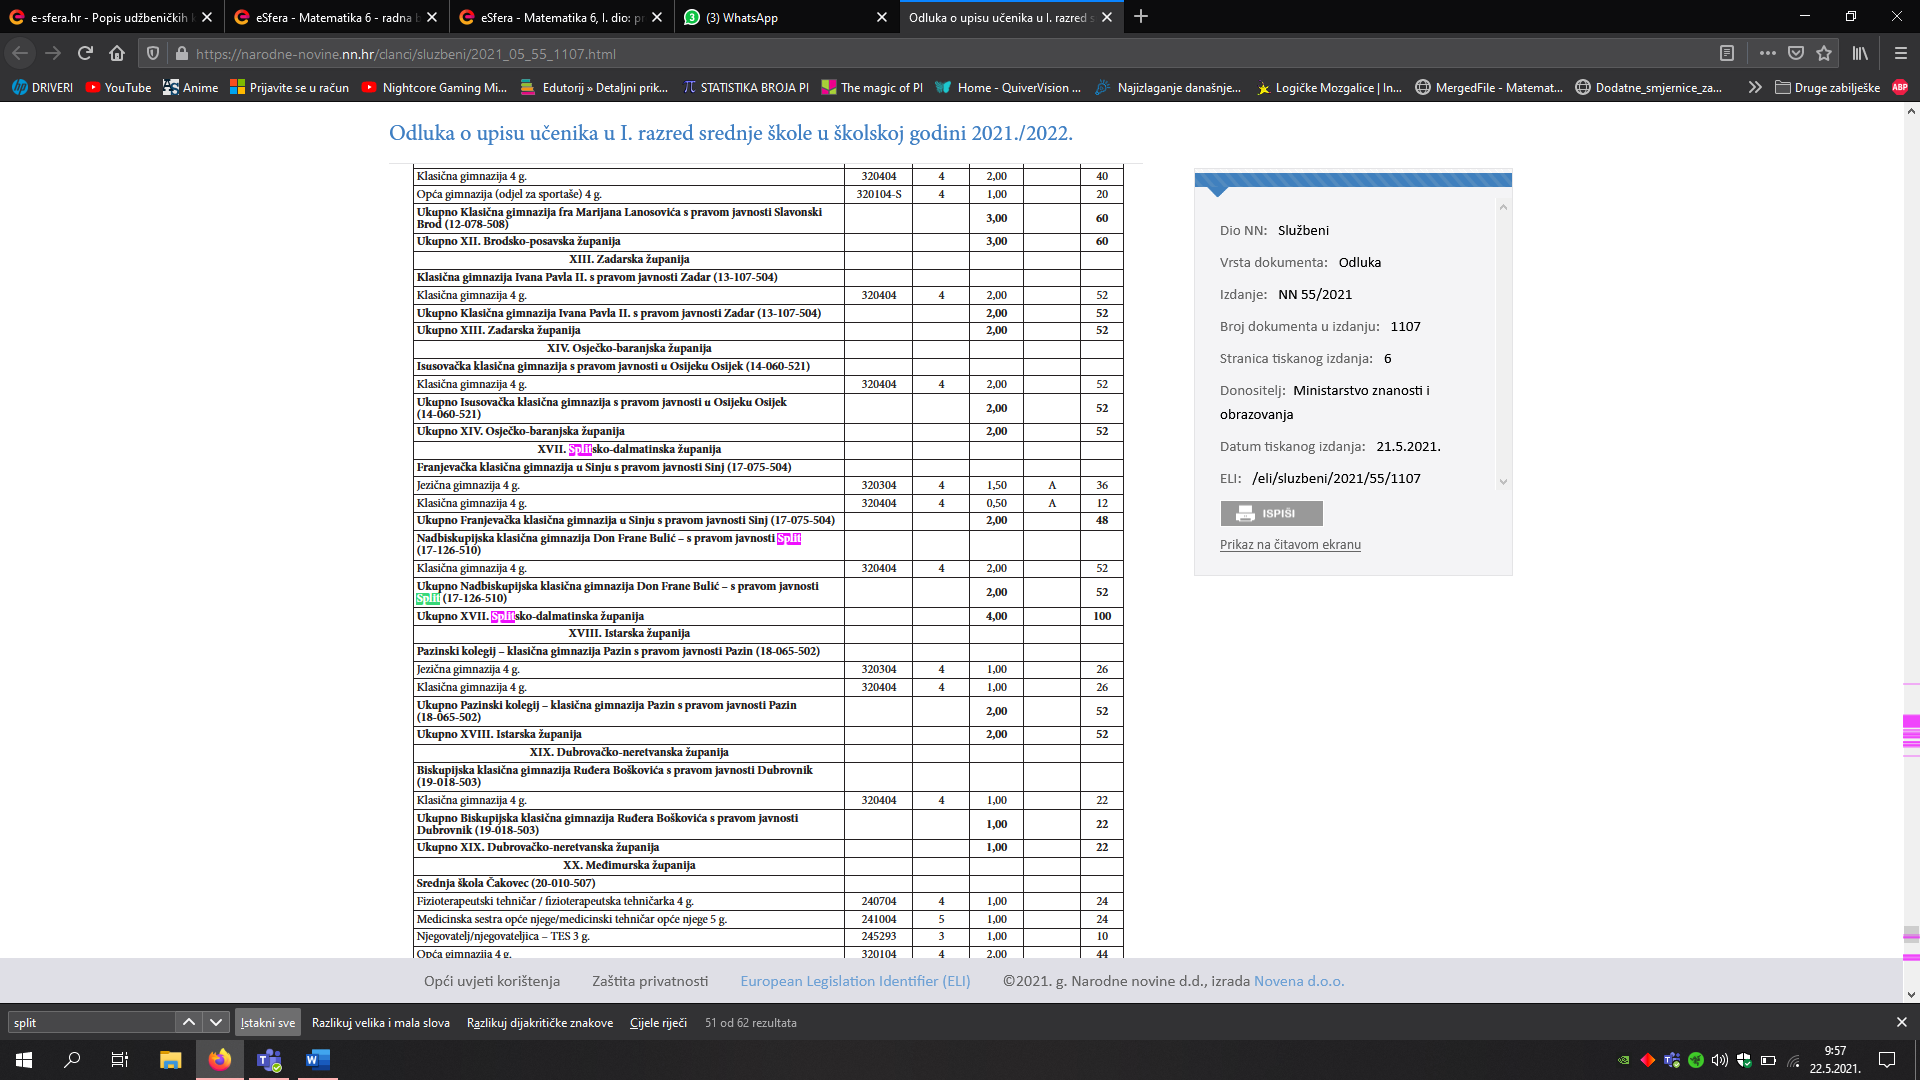 e-sfera.hr - Popis udžbeničkih k
eSfera - Matematika 6 - radna b
eSfera - Matematika 6, I. dio: pr
(3) WhatsApp
Odluka o upisu učenika u I. razred s
https://narodne-novine.nn.hr/clanci/sluzbeni/2021_05_55_1107.html
DRIVERI YouTube Anime Prijavite se u račun Nightcore Gaming Mi... Edutorij » Detaljni prik... STATISTIKA BROJA PI The magic of PI Home - QuiverVision ... Najizlaganje današnje... Logičke Mozgalice | In... MergedFile - Matemat... Dodatne_smjernice_za... Druge zabilješke ABP
Odluka o upisu učenika u I. razred srednje škole u školskoj godini 2021./2022.
Klasična gimnazija 4 g. 320404 4 2,00 40
Opća gimnazija (odjel za sportaše) 4 g. 320104-S 4 1,00 20
Ukupno Klasična gimnazija fra Marijana Lanosovića s pravom javnosti Slavonski
Brod (12-078-508) 3,00 60
Ukupno XII. Brodsko-posavska županija 3,00 60
XIII. Zadarska županija
Klasična gimnazija Ivana Pavla II. s pravom javnosti Zadar (13-107-504)
Klasična gimnazija 4 g. 320404 4 2,00 52
Ukupno Klasična gimnazija Ivana Pavla II. s pravom javnosti Zadar (13-107-504) 2,00 52
Ukupno XIII. Zadarska županija 2,00 52
XIV. Osječko-baranjska županija
Isusovačka klasična gimnazija s pravom javnosti u Osijeku Osijek (14-060-521)
Klasična gimnazija 4 g. 320404 4 2,00 52
Ukupno Isusovačka klasična gimnazija s pravom javnosti u Osijeku Osijek
(14-060-521) 2,00 52
Ukupno XIV. Osječko-baranjska županija 2,00 52
XVII. Splitsko-dalmatinska županija
Franjevačka klasična gimnazija u Sinju s pravom javnosti Sinj (17-075-504)
Jezična gimnazija 4 g. 320304 4 1,50 A 36
Klasična gimnazija 4 g. 320404 4 0,50 A 12
Ukupno Franjevačka klasična gimnazija u Sinju s pravom javnosti Sinj (17-075-504) 2,00 48
Nadbiskupijska klasična gimnazija Don Frane Bulić – s pravom javnosti Split
(17-126-510)
Klasična gimnazija 4 g. 320404 4 2,00 52
Ukupno Nadbiskupijska klasična gimnazija Don Frane Bulić – s pravom javnosti
Split (17-126-510) 2,00 52
Ukupno XVII. Splitsko-dalmatinska županija 4,00 100
XVIII. Istarska županija
Pazinski kolegij – klasična gimnazija Pazin s pravom javnosti Pazin (18-065-502)
Jezična gimnazija 4 g. 320304 4 1,00 26
Klasična gimnazija 4 g. 320404 4 1,00 26
Ukupno Pazinski kolegij – klasična gimnazija Pazin s pravom javnosti Pazin
(18-065-502) 2,00 52
Ukupno XVIII. Istarska županija 2,00 52
XIX. Dubrovačko-neretvanska županija
Biskupijska klasična gimnazija Ruđera Boškovića s pravom javnosti Dubrovnik
(19-018-503)
Klasična gimnazija 4 g. 320404 4 1,00 22
Ukupno Biskupijska klasična gimnazija Ruđera Boškovića s pravom javnosti
Dubrovnik (19-018-503) 1,00 22
Ukupno XIX. Dubrovačko-neretvanska županija 1,00 22
XX. Međimurska županija
Srednja škola Čakovec (20-010-507)
Fizioterapeutski tehničar / fizioterapeutska tehničarka 4 g. 240704 4 1,00 24
Medicinska sestra opće njege/medicinski tehničar opće njege 5 g. 241004 5 1,00 24
Njegovatelj/njegovateljica – TES 3 g. 245293 3 1,00 10
Opća gimnazija 4 g. 320104 4 2,00 44
Dio NN: Službeni
Vrsta dokumenta: Odluka
Izdanje: NN 55/2021
Broj dokumenta u izdanju: 1107
Stranica tiskanog izdanja: 6
Donositelj: Ministarstvo znanosti i
obrazovanja
Datum tiskanog izdanja: 21.5.2021.
ELI: /eli/sluzbeni/2021/55/1107
ISPIŠI
Prikaz na čitavom ekranu
Opći uvjeti korištenja Zaštita privatnosti European Legislation Identifier (ELI) ©2021. g. Narodne novine d.d., izrada Novena d.o.o.
split Istakni sve Razlikuj velika i mala slova Razlikuj dijakritičke znakove Cijele riječi 51 od 62 rezultata
9:57
22.5.2021.